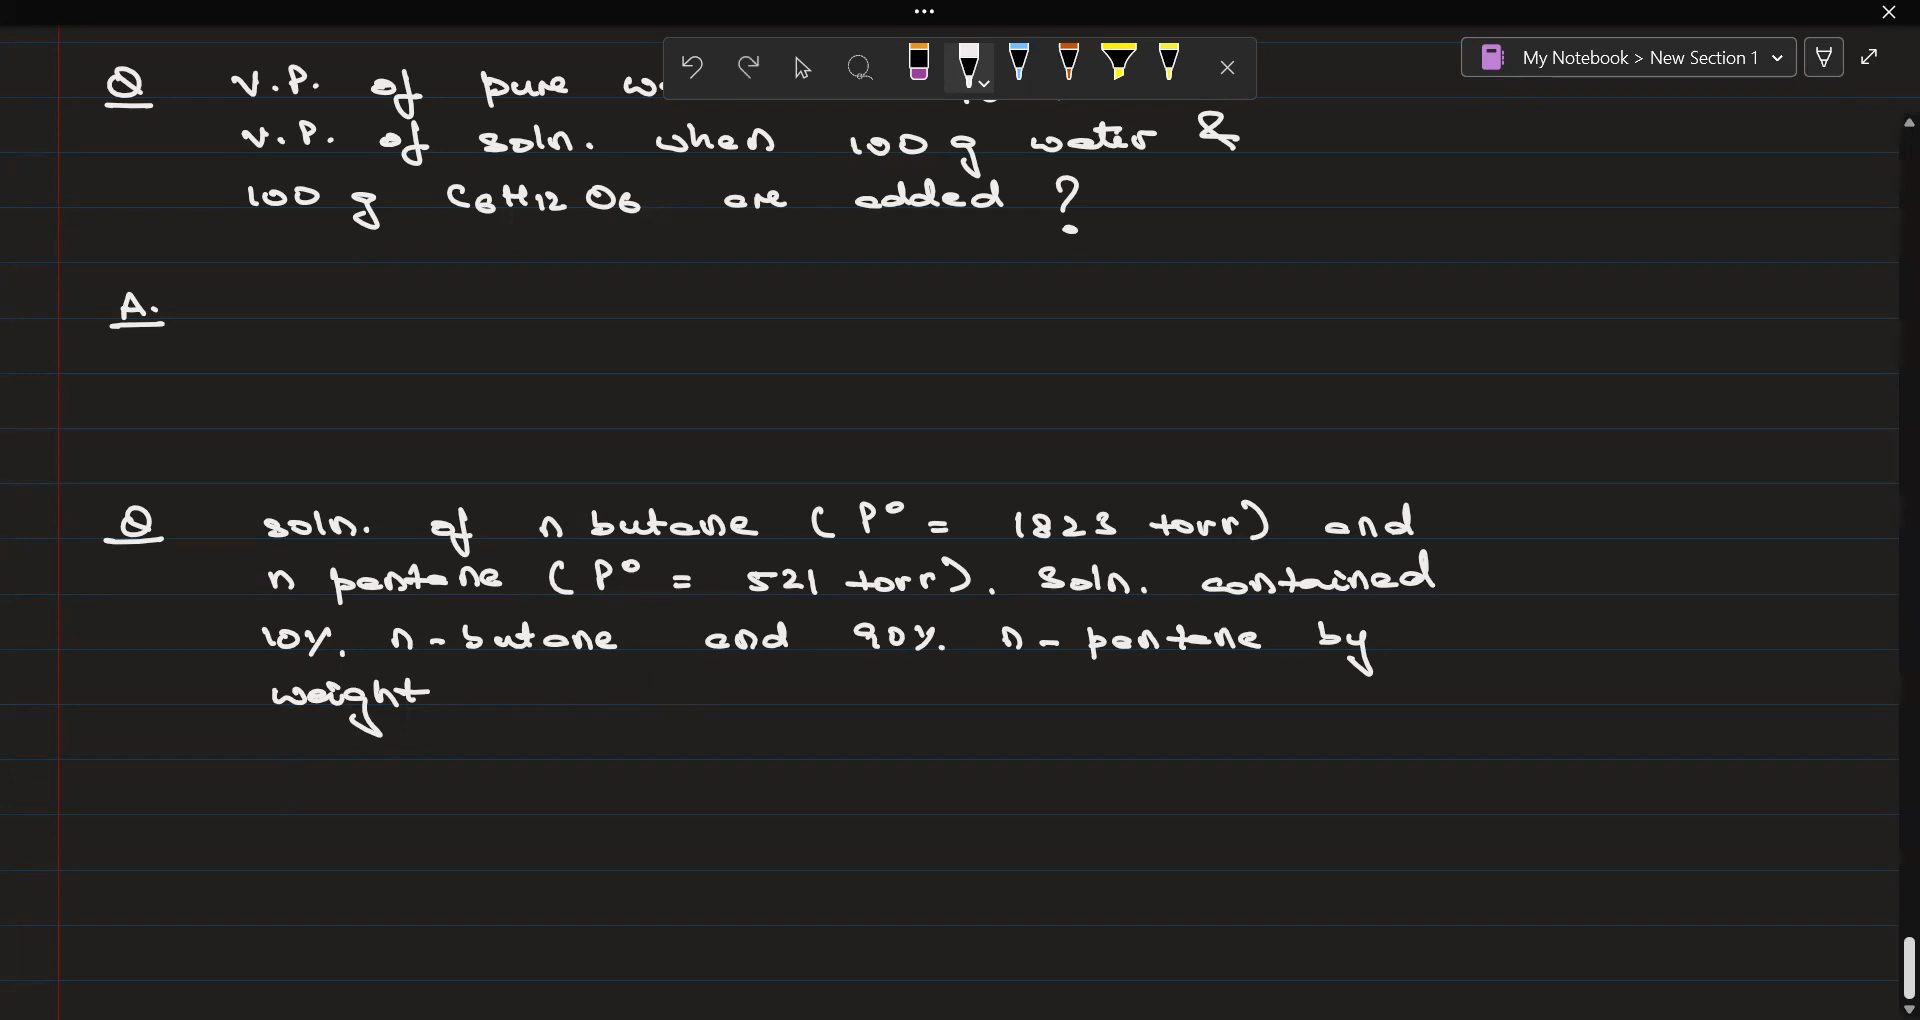 My Notebook > New Section 1
Q V.P. of pure
v.P. of soln. when 100 g water &
100 g C6H12O6 are added ?
A.
Q soln. of n butane (P° = 1823 torr) and
n pentane (P° = 521 torr). Soln. contained
10%. n-butane and 90%. n-pentane by
weight